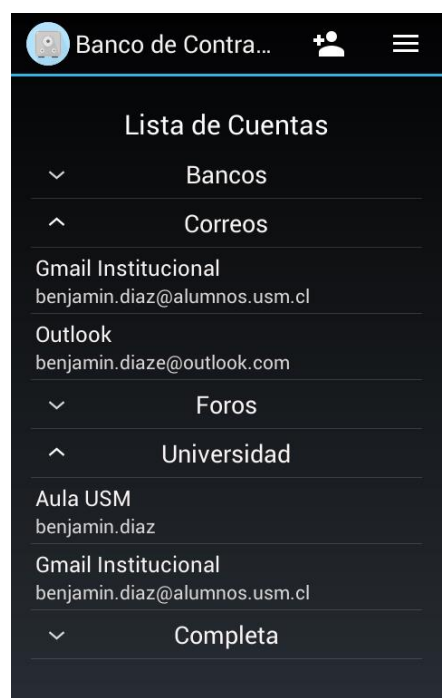 Banco de Contra...
Lista de Cuentas
Bancos
Correos
Gmail Institucional
benjamin.diaz@alumnos.usm.cl
Outlook
benjamin.diaze@outlook.com
Foros
Universidad
Aula USM
benjamin.diaz
Gmail Institucional
benjamin.diaz@alumnos.usm.cl
Completa